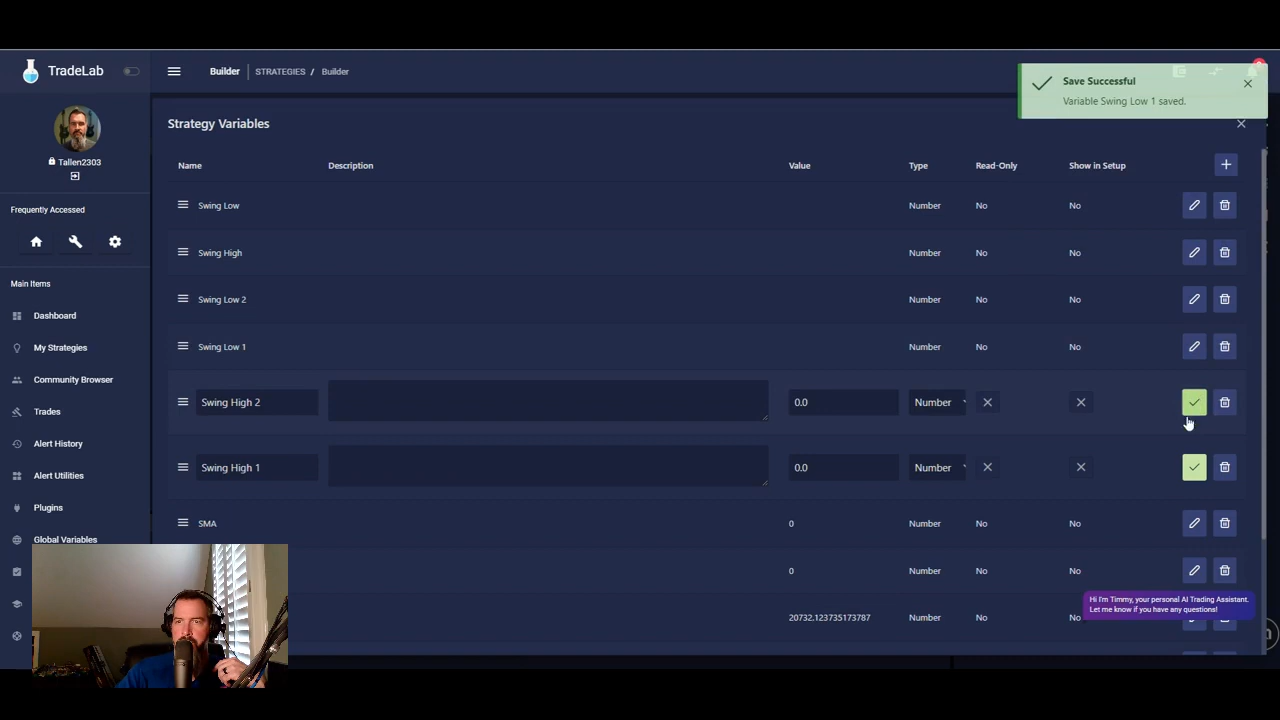 TradeLab
Builder
STRATEGIES / Builder
Save Successful
Variable Swing Low 1 saved.
Tallen2303
Frequently Accessed
Main Items
Dashboard
My Strategies
Community Browser
Trades
Alert History
Alert Utilities
Plugins
Global Variables
Strategy Variables
Name Description Value Type Read-Only Show in Setup
Swing Low Number No No
Swing High Number No No
Swing Low 2 Number No No
Swing Low 1 Number No No
Swing High 2 0.0 Number
Swing High 1 0.0 Number
SMA 0 Number No No
0 Number No No
20732.123735173787 Number No No
Hi I'm Timmy, your personal AI Trading Assistant.
Let me know if you have any questions!